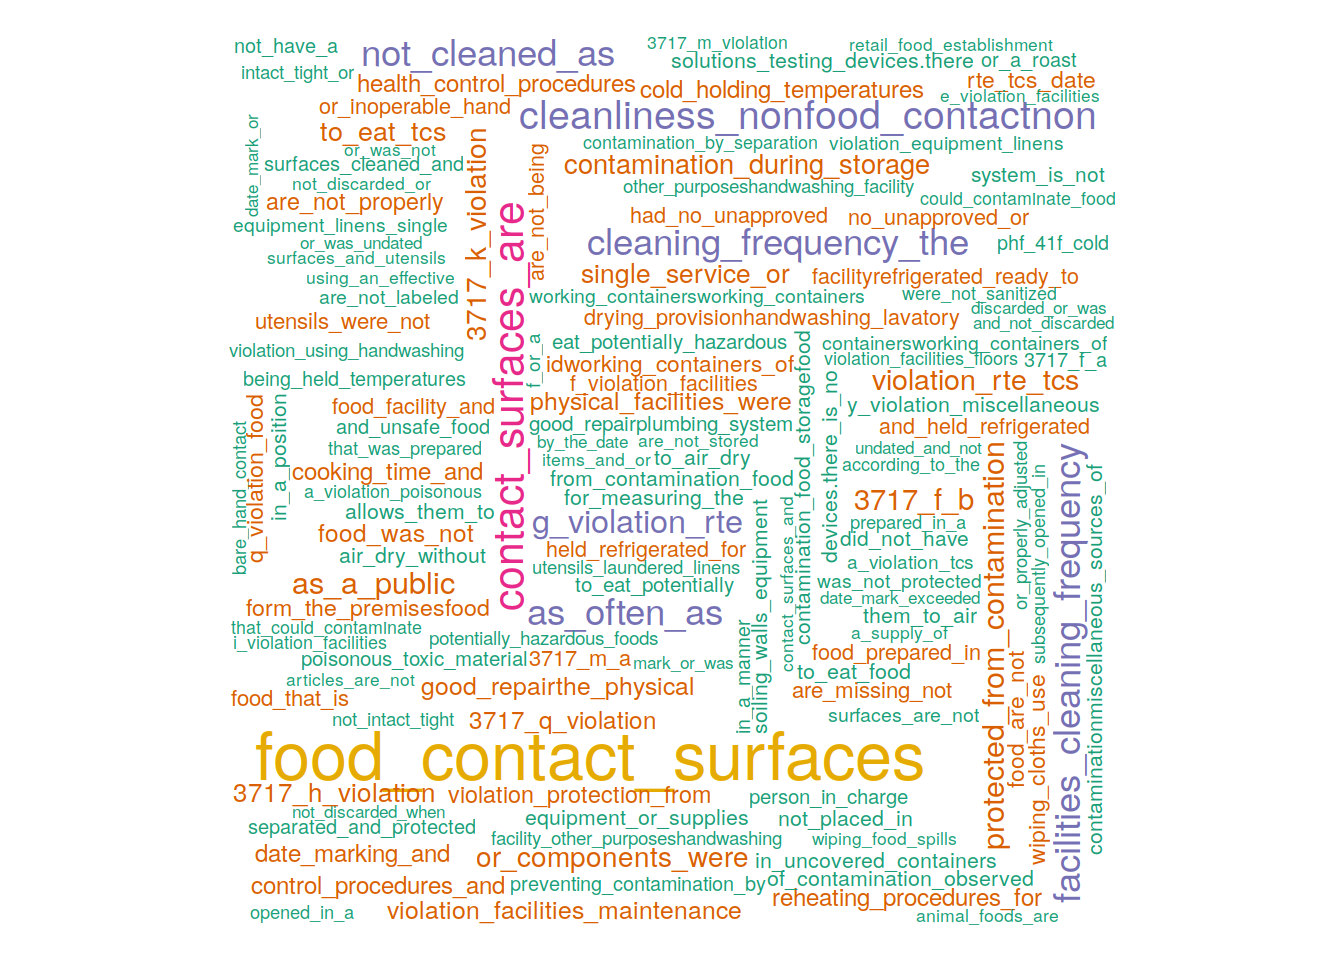 not_have_a
not_cleaned_as
3717_m_violation
retail_food_establishment
intact_tight_or
solutions_testing_devices.there
or_a_roast
health_control_procedures
cold_holding_temperatures
rte_tcs_date
e_violation_facilities
or_inoperable_hand
cleanliness_nonfood_contactnon
date_mark_or
to_eat_tcs
or_was_not
surfaces_cleaned_and
3717_k_violation
are_not_being
contamination_by_separation
violation_equipment_linens
contamination_during_storage
not_discarded_or
other_purposeshandwashing_facility
system_is_not
are_not_properly
could_contaminate_food
contact_surfaces_are
had_no_unapproved
no_unapproved_or
equipment_linens_single
or_was_undated
cleaning_frequency_the
phf_41f_cold
surfaces_and_utensils
using_an_effective
single_service_or
facilityrefrigerated_ready_to
are_not_labeled
working_containersworking_containers
were_not_sanitized
discarded_or_was
utensils_were_not
drying_provisionhandwashing_lavatory
and_not_discarded
violation_using_handwashing
f_or_a
eat_potentially_hazardous
containersworking_containers_of
idworking_containers_of
violation_facilities_floors
3717_f_a
being_held_temperatures
f_violation_facilities
violation_rte_tcs
bare_hand_contact
q_violation_food
in_a_position
food_facility_and
physical_facilities_were
contamination_food_storagefood
devices.there_is_no
y_violation_miscellaneous
and_unsafe_food
good_repairplumbing_system
and_held_refrigerated
that_was_prepared
by_the_date
are_not_stored
undated_and_not
cooking_time_and
items_and_or
to_air_dry
according_to_the
a_violation_poisonous
from_contamination_food
allows_them_to
for_measuring_the
3717_f_b
protected_from_contamination
or_properly_adjusted
subsequently_opened_in
facilities_cleaning_frequency
contaminationmiscellaneous_sources_of
food_was_not
g_violation_rte
soiling_walls_equipment
contact_surfaces_and
prepared_in_a
did_not_have
air_dry_without
held_refrigerated_for
a_violation_tcs
utensils_laundered_linens
as_a_public
to_eat_potentially
was_not_protected
date_mark_exceeded
form_the_premisesfood
as_often_as
them_to_air
that_could_contaminate
i_violation_facilities
potentially_hazardous_foods
in_a_manner
a_supply_of
poisonous_toxic_material
3717_m_a
mark_or_was
food_prepared_in
food_are_not
wiping_cloths_use
articles_are_not
to_eat_food
food_that_is
good_repairthe_physical
are_missing_not
not_intact_tight
3717_q_violation
surfaces_are_not
food_contact_surfaces
3717_h_violation
violation_protection_from
person_in_charge
not_discarded_when
equipment_or_supplies
not_placed_in
separated_and_protected
facility_other_purposeshandwashing
wiping_food_spills
date_marking_and
or_components_were
in_uncovered_containers
control_procedures_and
preventing_contamination_by
of_contamination_observed
reheating_procedures_for
opened_in_a
violation_facilities_maintenance
animal_foods_are